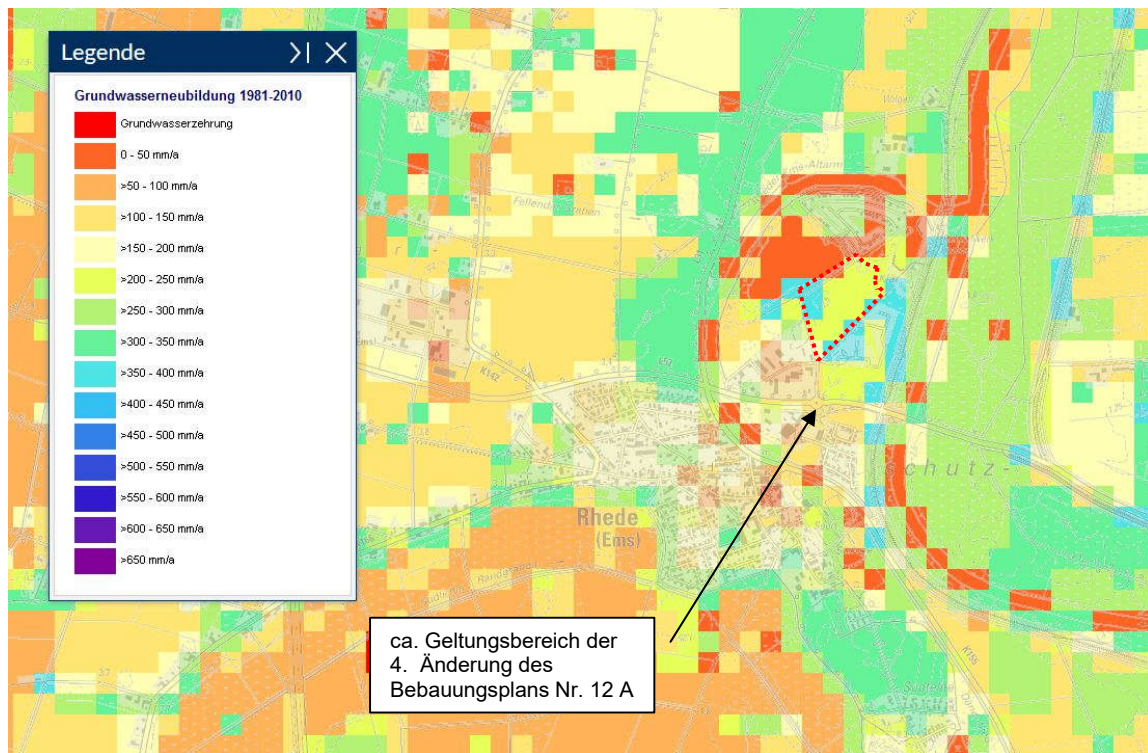 Legende
Grundwasserneubildung 1981-2010
Grundwasserzehrung
0 - 50 mm/a
>50 - 100 mm/a
>100 - 150 mm/a
>150 - 200 mm/a
>200 - 250 mm/a
>250 - 300 mm/a
>300 - 350 mm/a
>350 - 400 mm/a
>400 - 450 mm/a
>450 - 500 mm/a
>500 - 550 mm/a
>550 - 600 mm/a
>600 - 650 mm/a
>650 mm/a
K142
Rhede
(Ems)
schutz-
K155
ca. Geltungsbereich der
4. Änderung des
Bebauungsplans Nr. 12 A